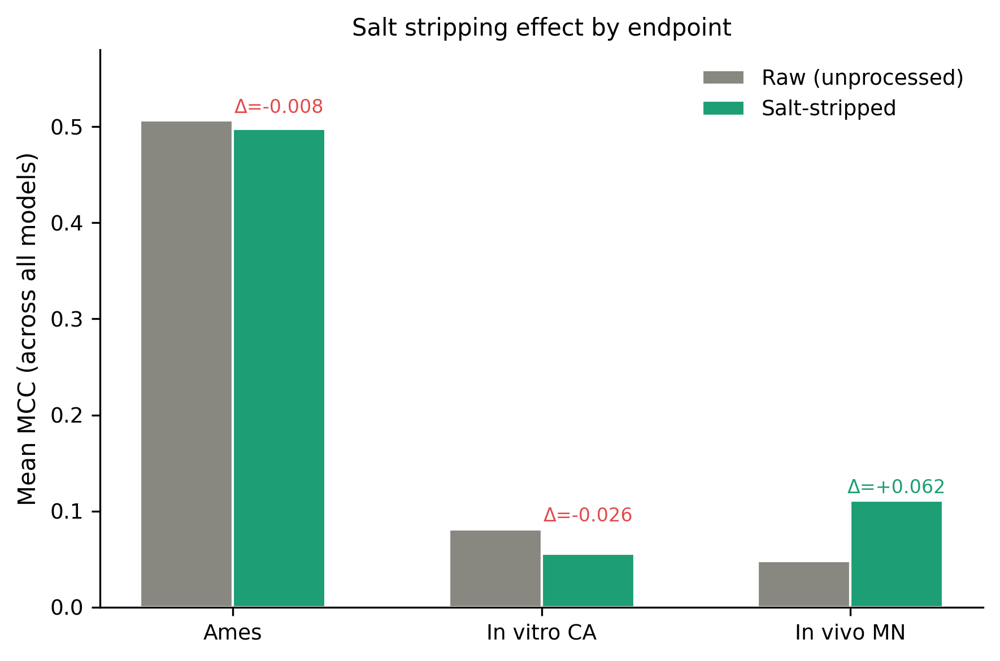 Salt stripping effect by endpoint
Raw (unprocessed)
Salt-stripped
Mean MCC (across all models)
0.5
0.4
0.3
0.2
0.1
0.0
Δ=-0.008
Δ=-0.026
Δ=+0.062
Ames
In vitro CA
In vivo MN